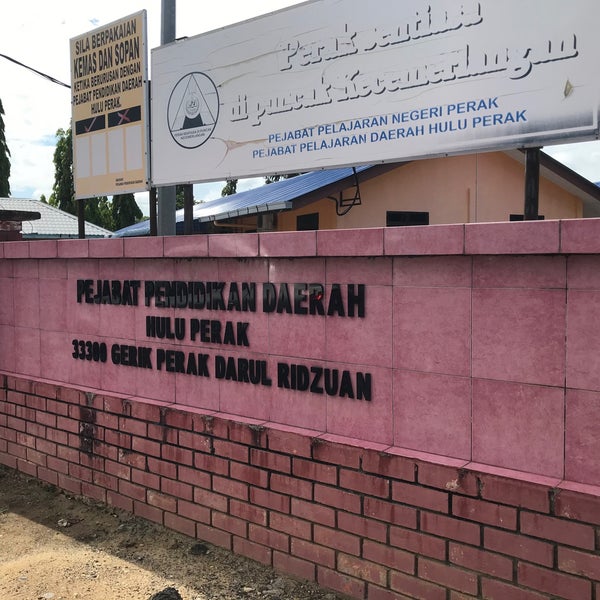 SILA BERPAKAIAN
KEMAS DAN SOPAN
KETIKA BERURUSAN DENGAN
PEJABAT PENDIDIKAN DAERAH
HULU PERAK.
Perak sentiasa
di puncak Kecemerlangan
PEJABAT PELAJARAN NEGERI PERAK
PEJABAT PELAJARAN DAERAH HULU PERAK
PEJABAT PENDIDIKAN DAERAH
HULU PERAK
33300 GERIK PERAK DARUL RIDZUAN